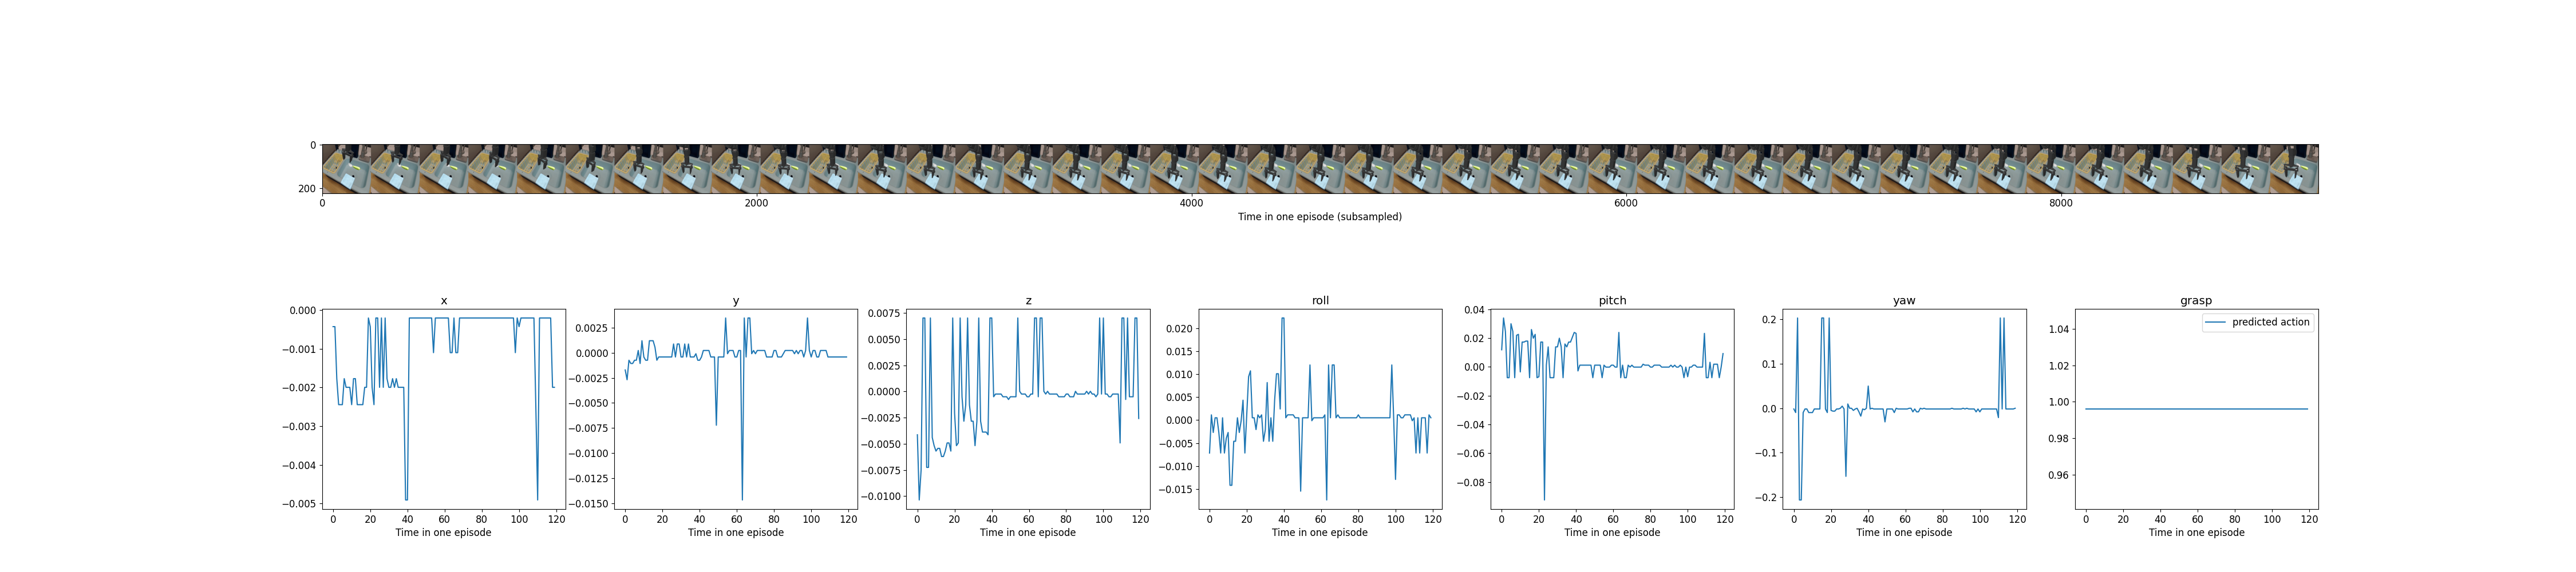 0
200
0 2000 4000 6000 8000
Time in one episode (subsampled)
x
0.000
−0.001
−0.002
−0.003
−0.004
−0.005
0 20 40 60 80 100 120
Time in one episode
y
0.0025
0.0000
−0.0025
−0.0050
−0.0075
−0.0100
−0.0125
−0.0150
0 20 40 60 80 100 120
Time in one episode
z
0.0075
0.0050
0.0025
0.0000
−0.0025
−0.0050
−0.0075
−0.0100
0 20 40 60 80 100 120
Time in one episode
roll
0.020
0.015
0.010
0.005
0.000
−0.005
−0.010
−0.015
0 20 40 60 80 100 120
Time in one episode
pitch
0.04
0.02
0.00
−0.02
−0.04
−0.06
−0.08
0 20 40 60 80 100 120
Time in one episode
yaw
0.2
0.1
0.0
−0.1
−0.2
0 20 40 60 80 100 120
Time in one episode
grasp
predicted action
1.04
1.02
1.00
0.98
0.96
0 20 40 60 80 100 120
Time in one episode